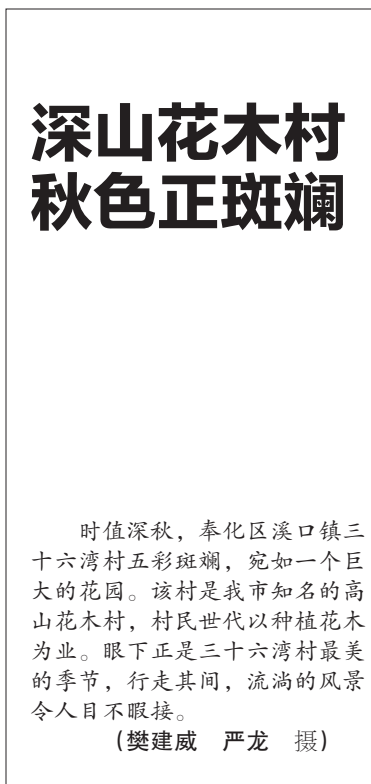 深山花木村
秋色正斑斓
时值深秋，奉化区溪口镇三
十六湾村五彩斑斓，宛如一个巨
大的花园。该村是我市知名的高
山花木村，村民世代以种植花木
为业。眼下正是三十六湾村最美
的季节，行走其间，流淌的风景
令人目不暇接。
（樊建威　严龙　摄）